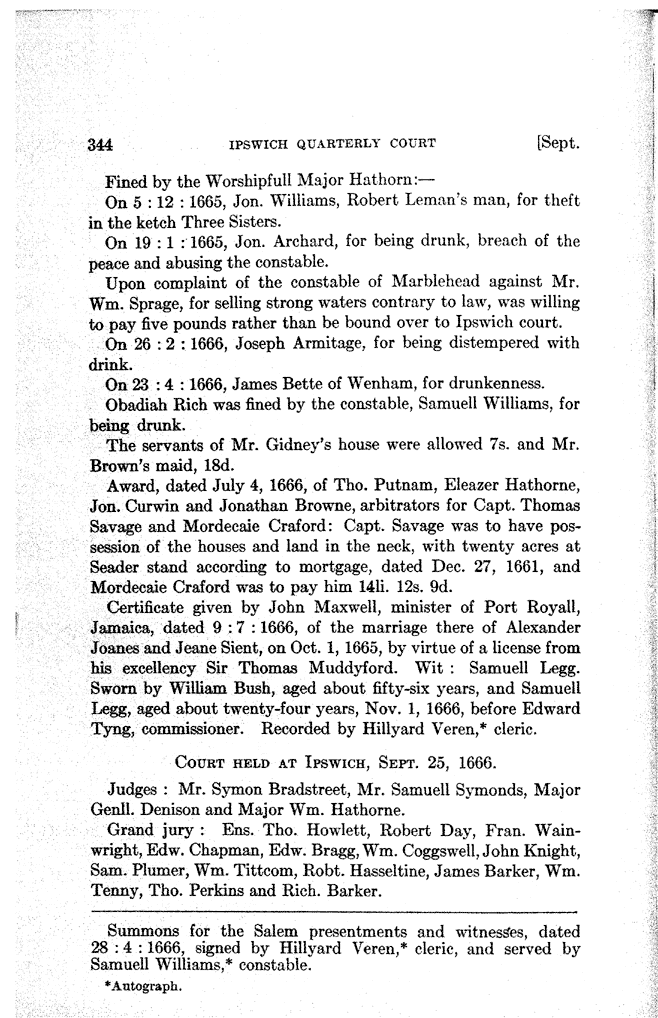 344 IPSWICH QUARTERLY COURT [Sept.
Fined by the Worshipfull Major Hathorn:—
On 5 : 12 : 1665, Jon. Williams, Robert Leman's man, for theft
in the ketch Three Sisters.
On 19 : 1 : 1665, Jon. Archard, for being drunk, breach of the
peace and abusing the constable.
Upon complaint of the constable of Marblehead against Mr.
Wm. Sprage, for selling strong waters contrary to law, was willing
to pay five pounds rather than be bound over to Ipswich court.
On 26 : 2 : 1666, Joseph Armitage, for being distempered with
drink.
On 23 : 4 : 1666, James Bette of Wenham, for drunkenness.
Obadiah Rich was fined by the constable, Samuell Williams, for
being drunk.
The servants of Mr. Gidney's house were allowed 7s. and Mr.
Brown's maid, 18d.
Award, dated July 4, 1666, of Tho. Putnam, Eleazer Hathorne,
Jon. Curwin and Jonathan Browne, arbitrators for Capt. Thomas
Savage and Mordecaie Craford: Capt. Savage was to have pos-
session of the houses and land in the neck, with twenty acres at
Seader stand according to mortgage, dated Dec. 27, 1661, and
Mordecaie Craford was to pay him 14li. 12s. 9d.
Certificate given by John Maxwell, minister of Port Royall,
Jamaica, dated 9 : 7 : 1666, of the marriage there of Alexander
Joanes and Jeane Sient, on Oct. 1, 1665, by virtue of a license from
his excellency Sir Thomas Muddyford. Wit : Samuell Legg.
Sworn by William Bush, aged about fifty-six years, and Samuell
Legg, aged about twenty-four years, Nov. 1, 1666, before Edward
Tyng, commissioner. Recorded by Hillyard Veren,* cleric.
COURT HELD AT IPSWICH, SEPT. 25, 1666.
Judges : Mr. Symon Bradstreet, Mr. Samuell Symonds, Major
Genll. Denison and Major Wm. Hathorne.
Grand jury : Ens. Tho. Howlett, Robert Day, Fran. Wain-
wright, Edw. Chapman, Edw. Bragg, Wm. Coggswell, John Knight,
Sam. Plumer, Wm. Tittcom, Robt. Hasseltine, James Barker, Wm.
Tenny, Tho. Perkins and Rich. Barker.
Summons for the Salem presentments and witnesses, dated
28 : 4 : 1666, signed by Hillyard Veren,* cleric, and served by
Samuell Williams,* constable.
*Autograph.